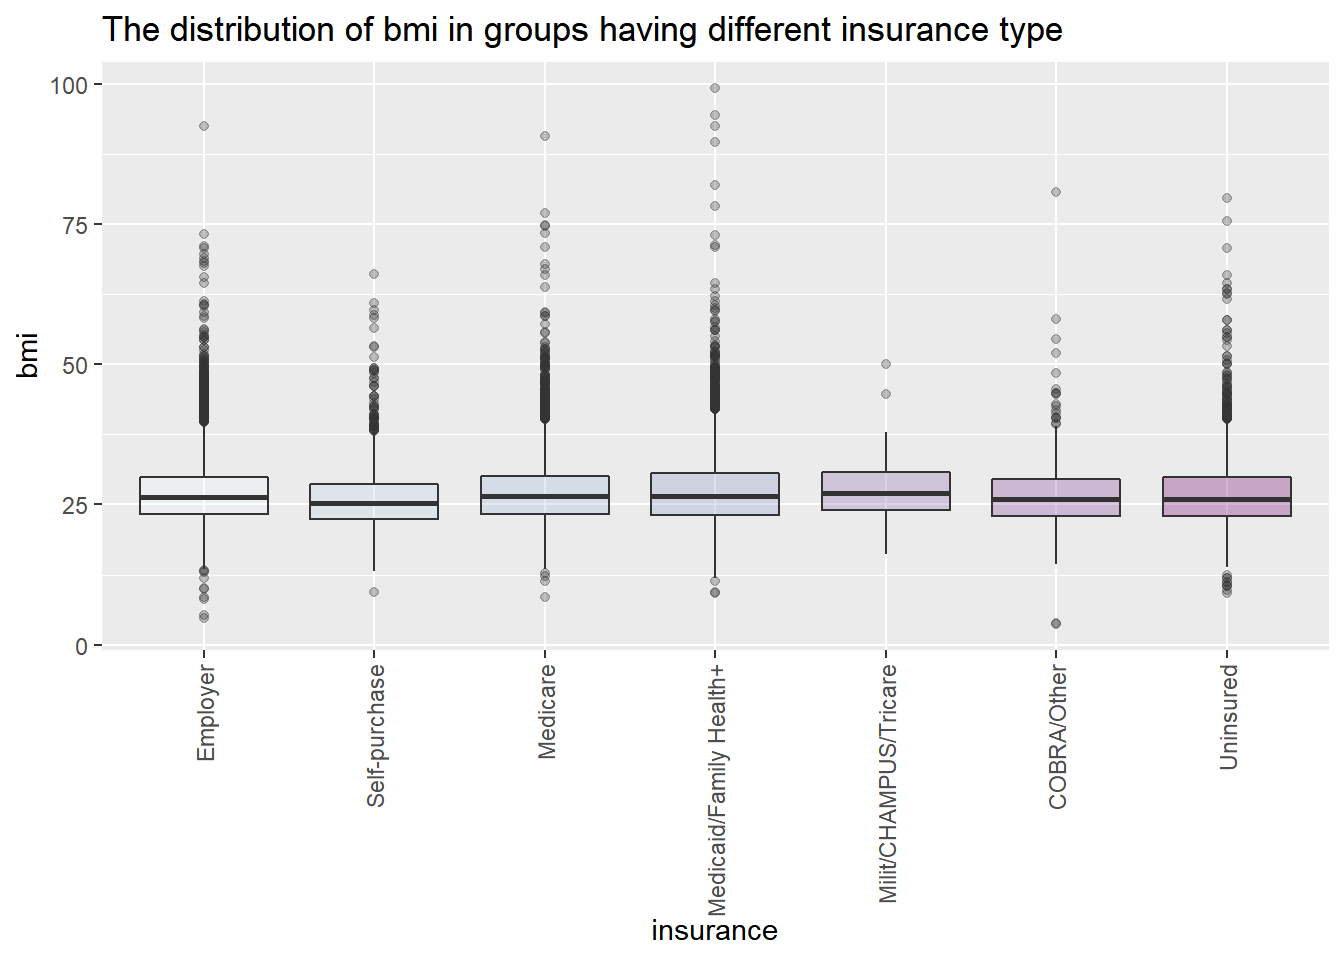 The distribution of bmi in groups having different insurance type
100
75
50
25
0
bmi
Employer
Self-purchase
Medicare
Medicaid/Family Health+
Milit/CHAMPUS/Tricare
COBRA/Other
Uninsured
insurance